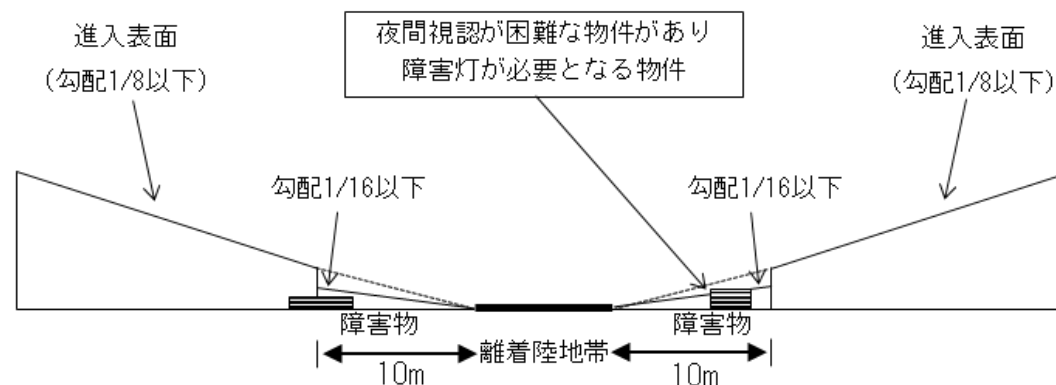 進入表面
(勾配1/8以下)
夜間視認が困難な物件があり
障害灯が必要となる物件
進入表面
(勾配1/8以下)
勾配1/16以下
勾配1/16以下
障害物
離着陸地帯
障害物
10m
10m